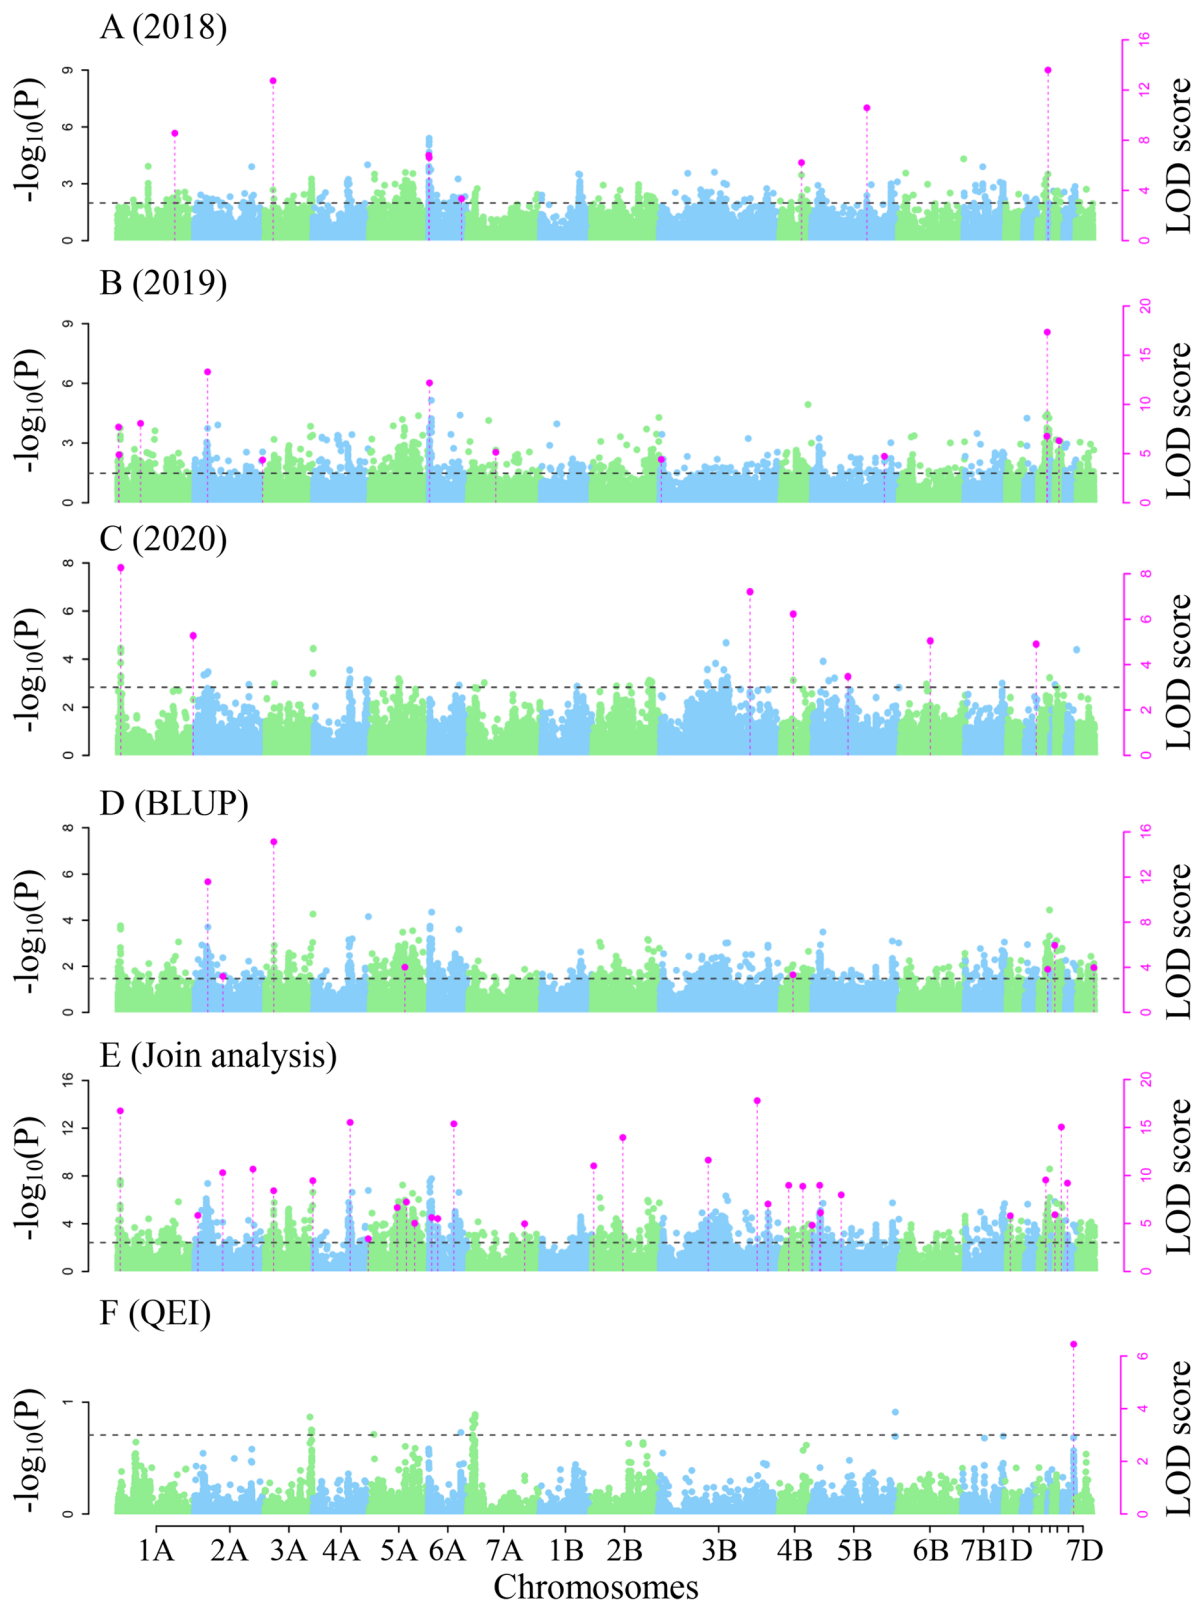 A (2018)
-log10(P)
0 3 6 9
0 4 8 12 16
LOD score
B (2019)
-log10(P)
0 3 6 9
0 5 10 15 20
LOD score
C (2020)
-log10(P)
0 2 4 6 8
0 2 4 6 8
LOD score
D (BLUP)
-log10(P)
0 2 4 6 8
0 4 8 12 16
LOD score
E (Join analysis)
-log10(P)
0 4 8 12 16
0 5 10 15 20
LOD score
F (QEI)
-log10(P)
0 1
0 2 4 6
LOD score
1A 2A 3A 4A 5A 6A 7A 1B 2B 3B 4B 5B 6B 7B 1D 7D
Chromosomes